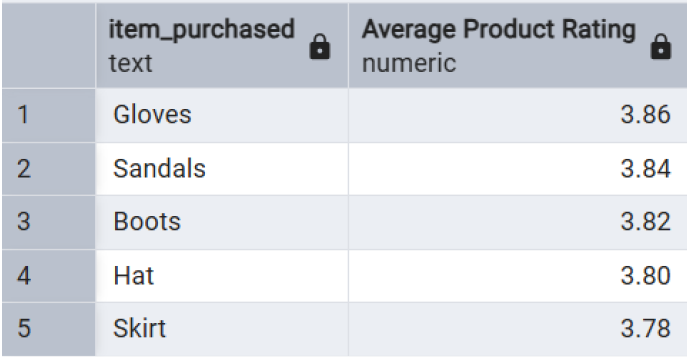 item_purchased Average Product Rating
text numeric
1 Gloves 3.86
2 Sandals 3.84
3 Boots 3.82
4 Hat 3.80
5 Skirt 3.78